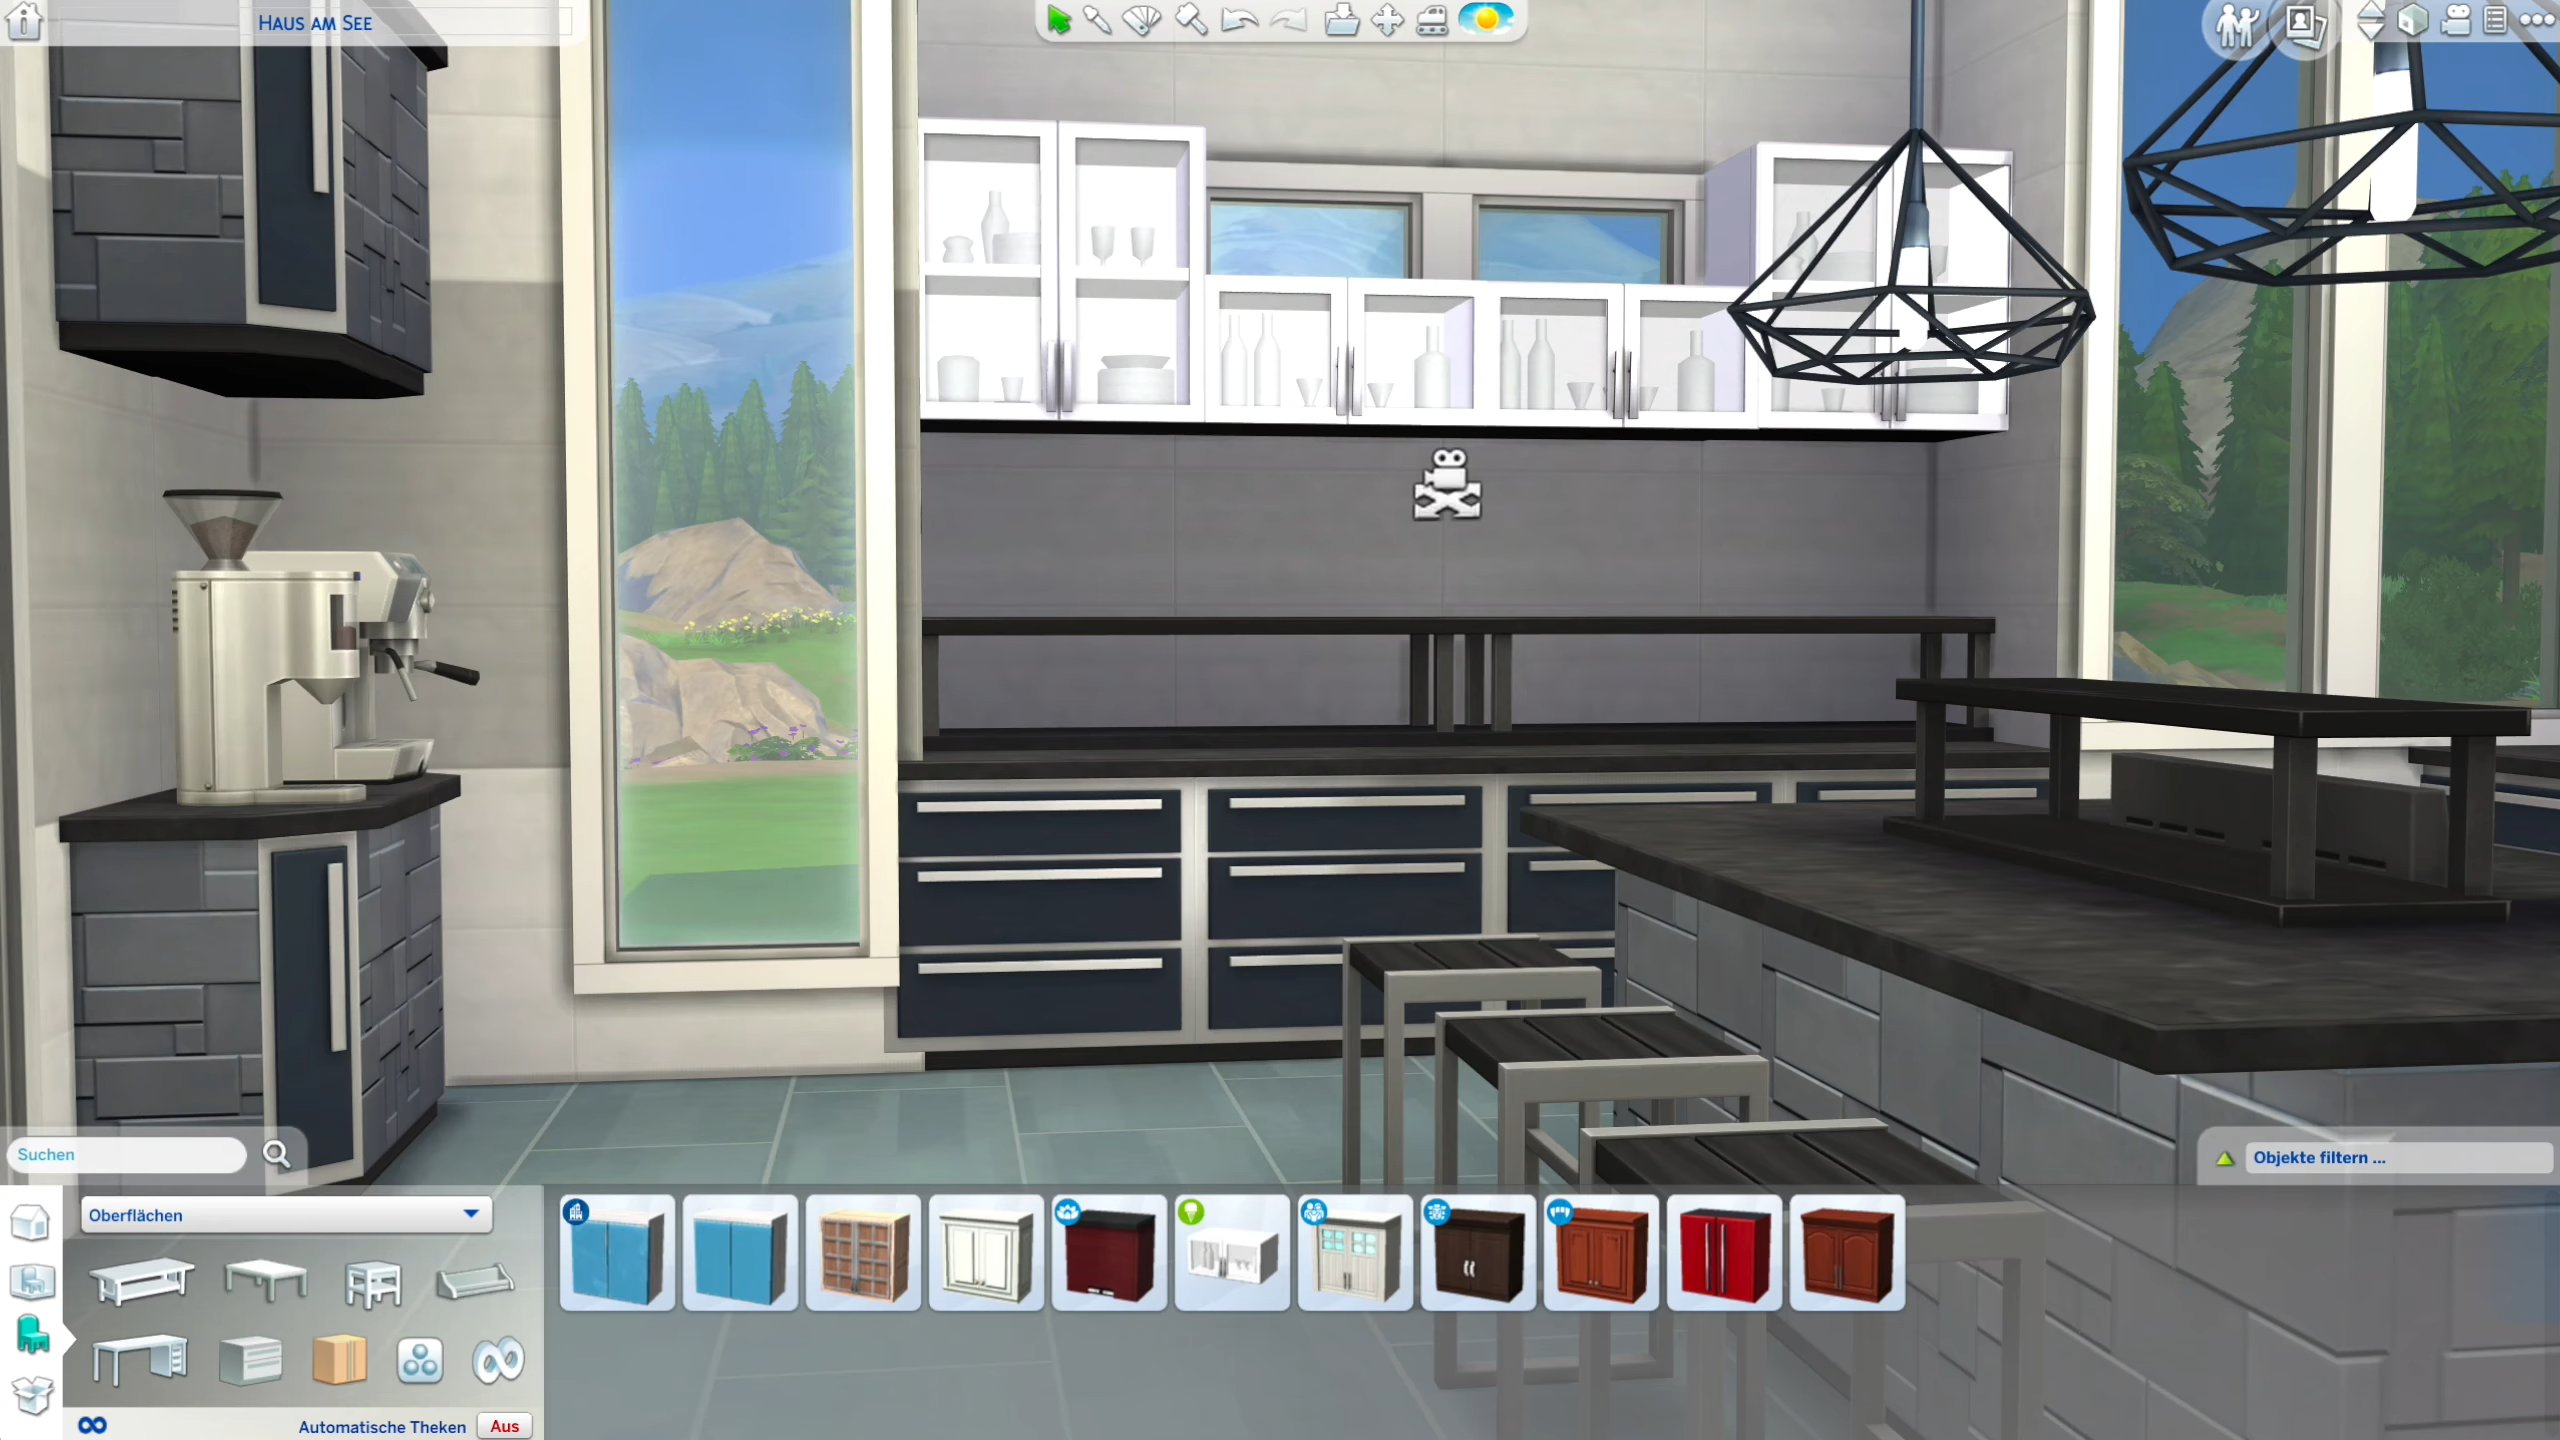 Haus am See
Suchen
Objekte filtern ...
Oberflächen
Automatische Theken
Aus